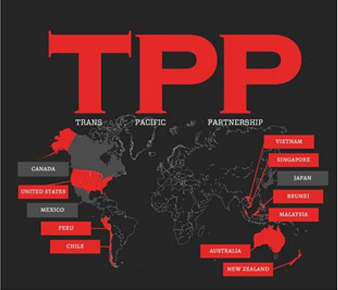 TPP
TRANS PACIFIC PARTNERSHIP
CANADA
UNITED STATES
MEXICO
PERU
CHILE
VIETNAM
SINGAPORE
JAPAN
BRUNEI
MALAYSIA
AUSTRALIA
NEW ZEALAND